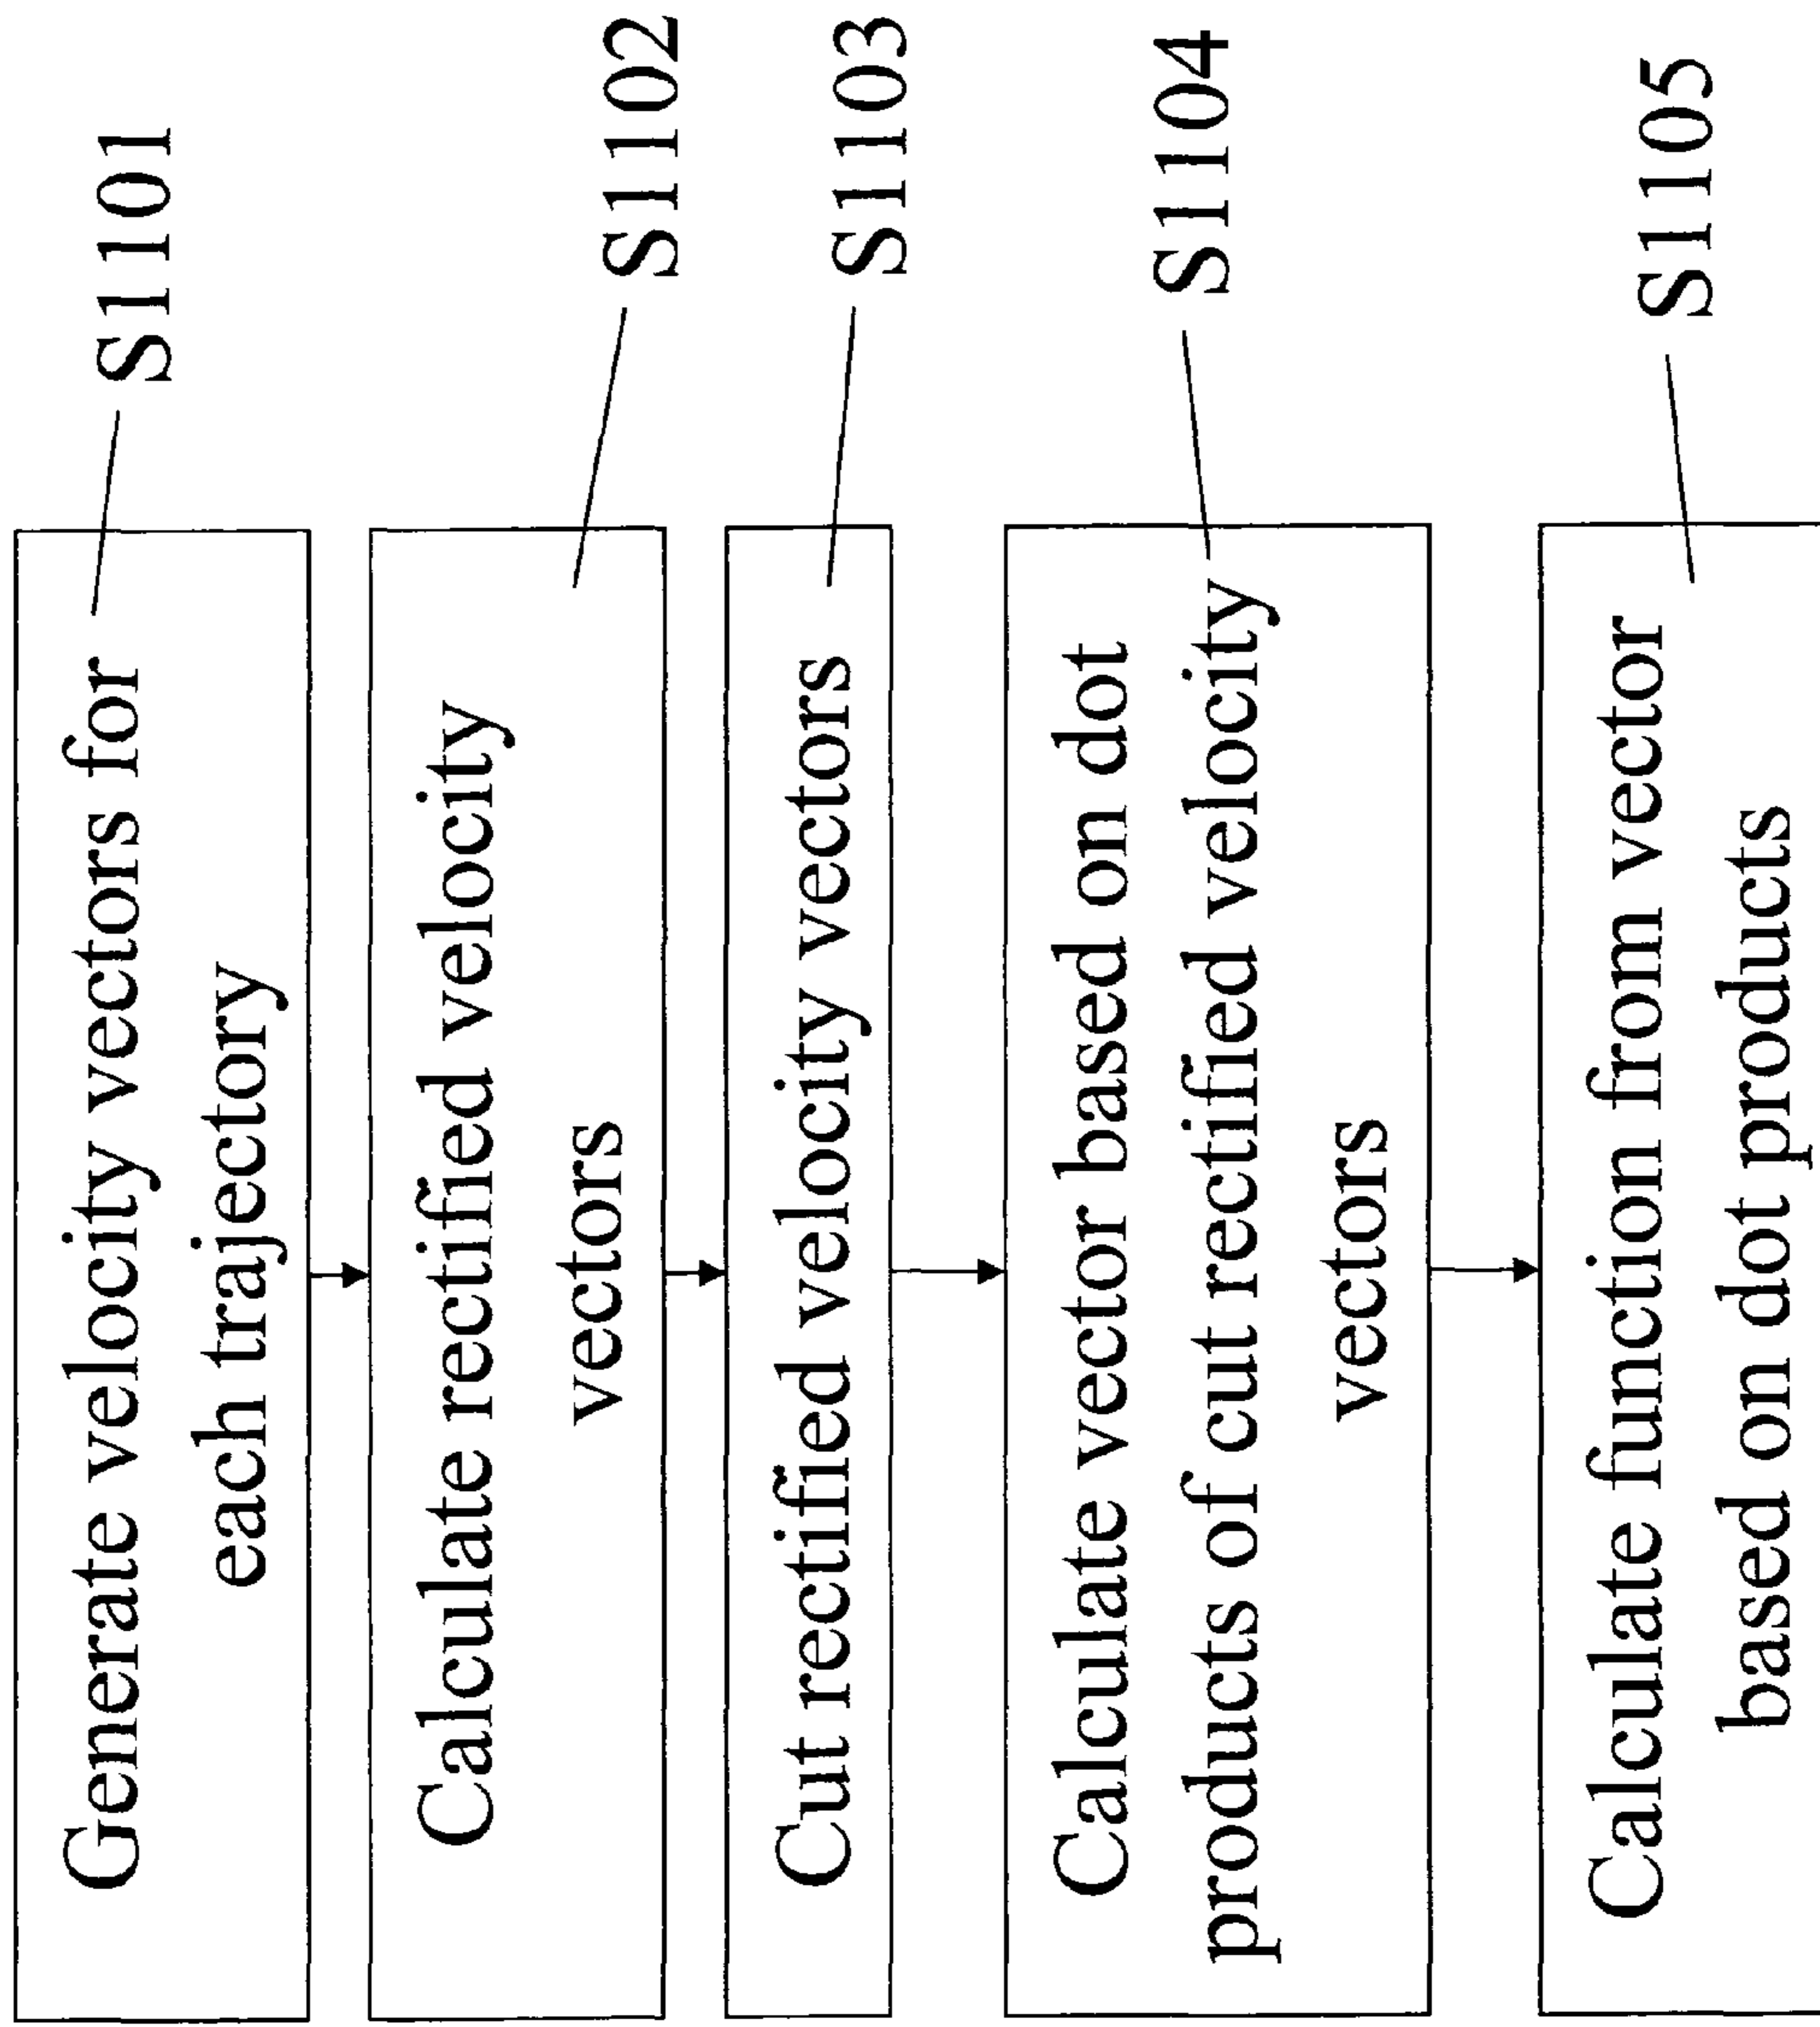 Generate velocity vectors for
each trajectory
S1101
Calculate rectified velocity
vectors
S1102
Cut rectified velocity vectors
S1103
Calculate vector based on dot
products of cut rectified velocity
vectors
S1104
Calculate function from vector
based on dot products
S1105